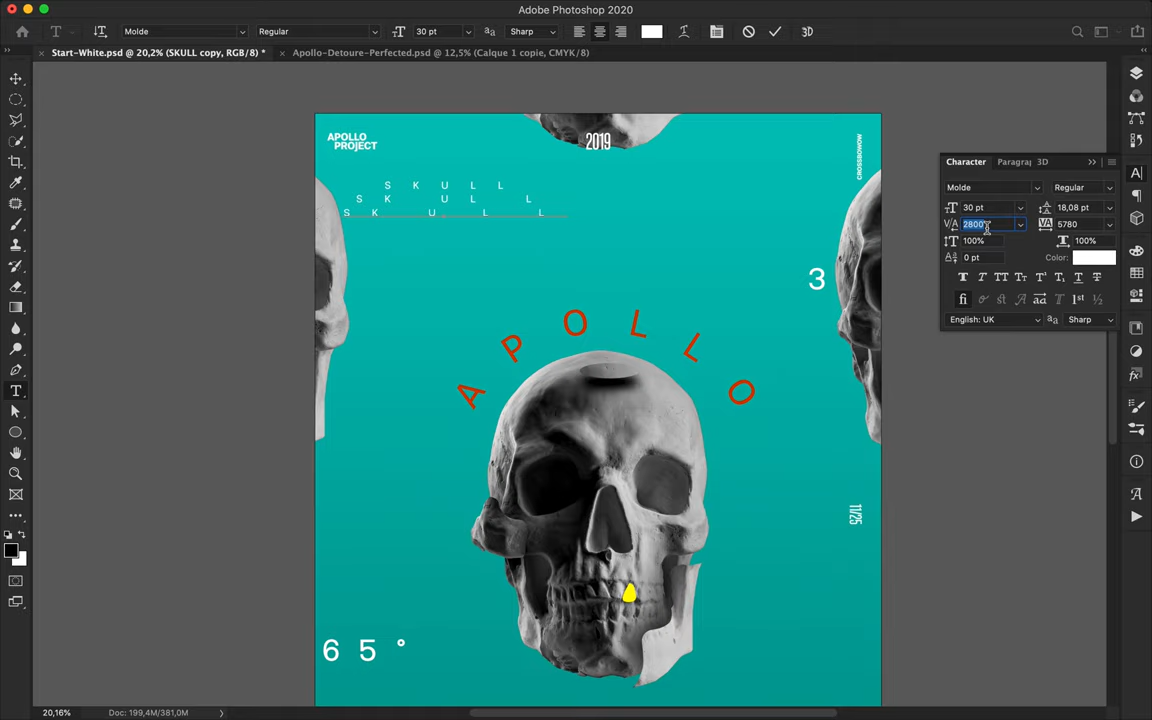 Adobe Photoshop 2020
Molde
Regular
30 pt
Sharp
3D
Start-White.psd @ 20,2% (SKULL copy, RGB/8) *
Apollo-Detoure-Perfected.psd @ 12,5% (Calque 1 copie, CMYK/8)
APOLLO
PROJECT
2019
CROSSBOWOW
S K U L L
S K U L L
S K U L L
3
A P O L L O
11/25
6 5 °
Character
Paragraph
3D
Molde
Regular
30 pt
18,08 pt
2800
5780
100%
100%
0 pt
Color:
English: UK
Sharp
20,16%
Doc: 199,4M/381,0M